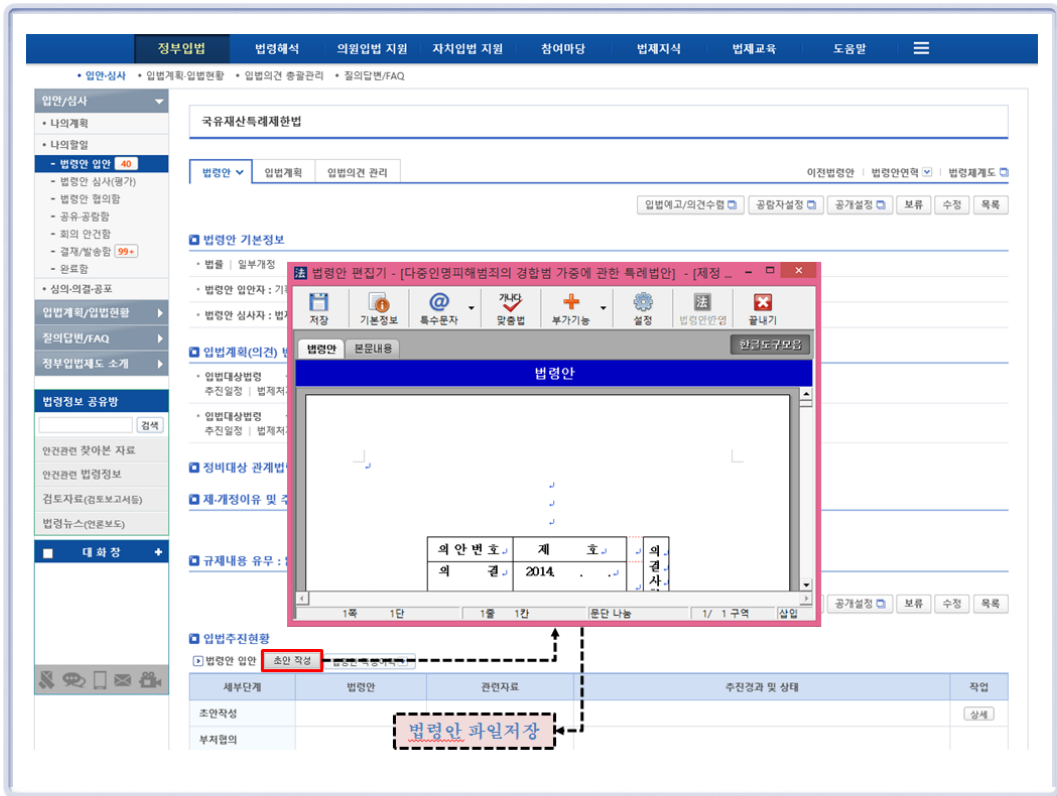 정부입법 법령해석 의원입법 지원 자치입법 지원 참여마당 법제지식 법제교육 도움말
• 입안·심사 • 입법계획·입법현황 • 입법의견 총괄관리 • 질의답변/FAQ
입안/심사
• 나의계획
• 나의할일
- 법령안 입안 40
- 법령안 심사(평가)
- 법령안 협의함
- 공유·공람함
- 회의 안건함
- 결재/발송함 99+
- 완료함
• 심의·의결·공포
입법계획/입법현황
질의답변/FAQ
정부입법제도 소개
법령정보 공유방
검색
안건관련 찾아본 자료
안건관련 법령정보
검토자료(검토보고서등)
법령뉴스(언론보도)
대 화 창 +
국유재산특례제한법
법령안 입법계획 입법의견 관리
이전법령안 | 법령안연혁 | 법령체계도
입법예고/의견수렴 공람자설정 공개설정 보류 수정 목록
법령안 기본정보
· 법률 | 일부개정
· 법령안 입안자 : 기
· 법령안 심사자 : 법제
입법계획(의견)
· 입법대상법령
추진일정 | 법제처
· 입법대상법령
추진일정 | 법제처
정비대상 관계법
제·개정이유 및 주
규제내용 유무 :
공개설정 보류 수정 목록
法 법령안 편집기 - [다중인명피해범죄의 경합범 가중에 관한 특례법안] - [제정 ...
저장 기본정보 특수문자 맞춤법 부가기능 설정 법령안반영 끝내기
법령안 본문내용 한글도구모음
법령안
의 안 번 호 제 호 의
의 결 2014. . . 결
사
1쪽 1단 1줄 1칸 문단 나눔 1/ 1 구역 삽입
입법추진현황
법령안 입안 초안 작성
세부단계 법령안 관련자료 추진경과 및 상태 작업
초안작성 상세
부처협의
법령안 파일저장